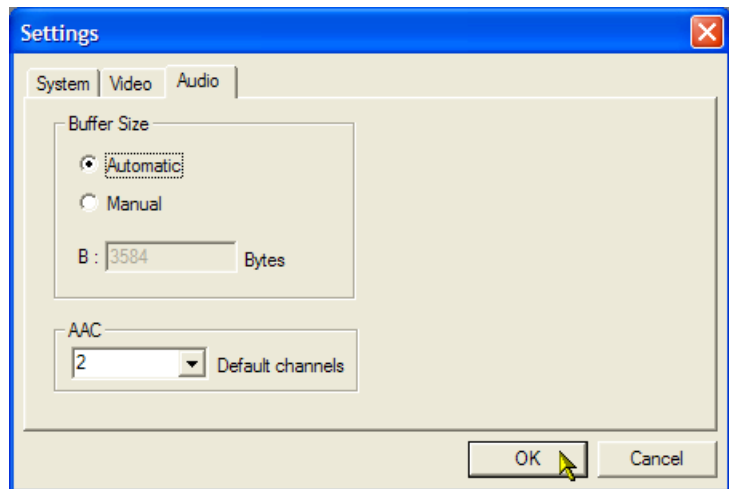 Settings
System Video Audio
Buffer Size
Automatic
Manual
B : 3584 Bytes
AAC
2 Default channels
OK Cancel